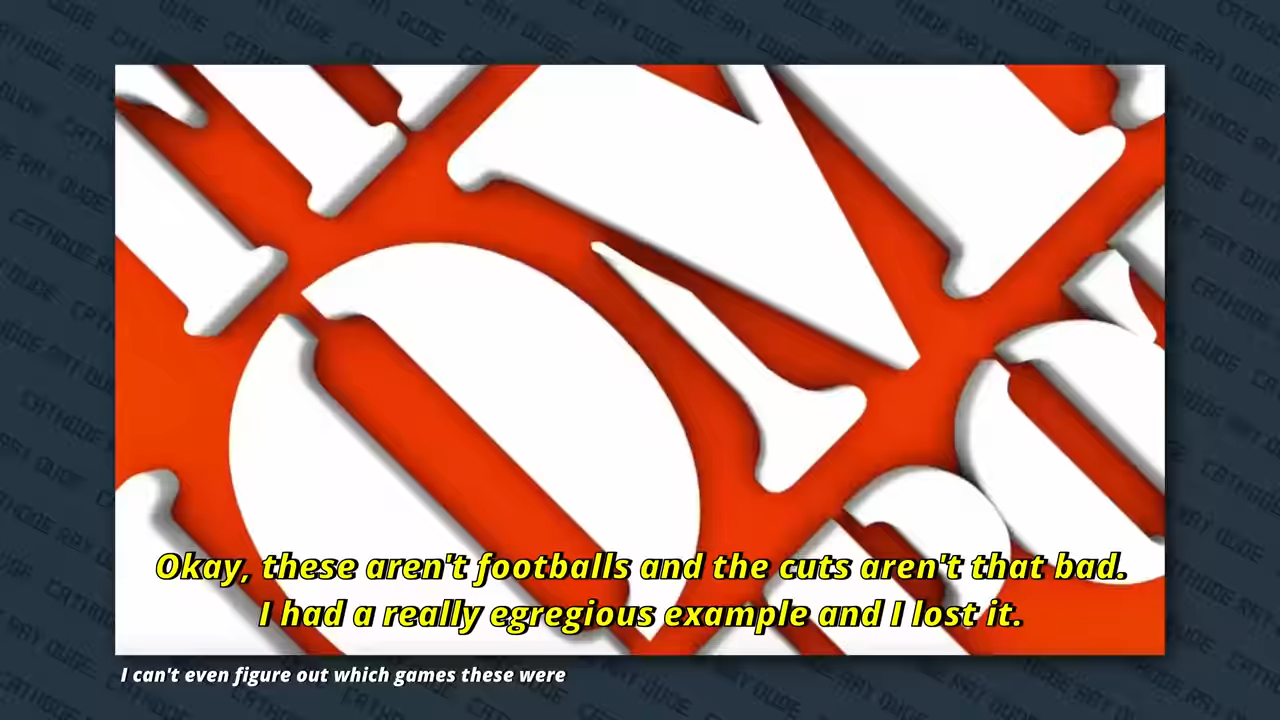 Okay, these aren't footballs and the cuts aren't that bad.
I had a really egregious example and I lost it.
I can't even figure out which games these were